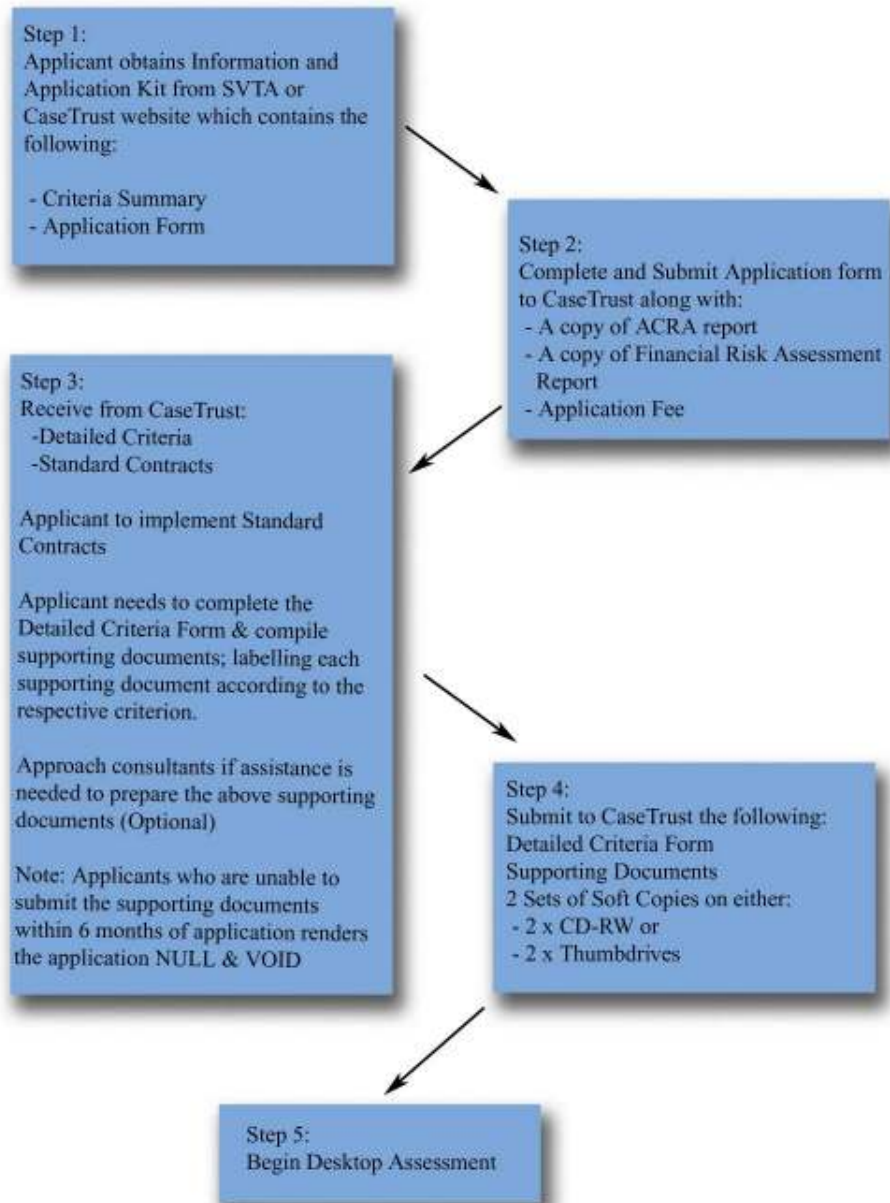 Step 1:
Applicant obtains Information and
Application Kit from SVTA or
CaseTrust website which contains the
following:
- Criteria Summary
- Application Form
Step 2:
Complete and Submit Application form
to CaseTrust along with:
- A copy of ACRA report
- A copy of Financial Risk Assessment
Report
- Application Fee
Step 3:
Receive from CaseTrust:
-Detailed Criteria
-Standard Contracts
Applicant to implement Standard
Contracts
Applicant needs to complete the
Detailed Criteria Form & compile
supporting documents; labelling each
supporting document according to the
respective criterion.
Approach consultants if assistance is
needed to prepare the above supporting
documents (Optional)
Note: Applicants who are unable to
submit the supporting documents
within 6 months of application renders
the application NULL & VOID
Step 4:
Submit to CaseTrust the following:
Detailed Criteria Form
Supporting Documents
2 Sets of Soft Copies on either:
- 2 x CD-RW or
- 2 x Thumbdrives
Step 5:
Begin Desktop Assessment